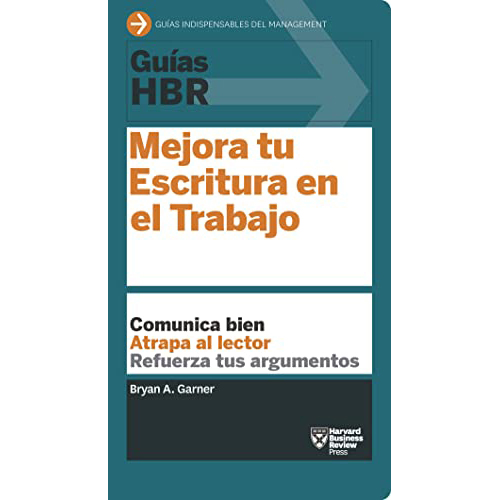 GUÍAS INDISPENSABLES DEL MANAGEMENT
Guías
HBR
Mejora tu
Escritura en
el Trabajo
Comunica bien
Atrapa al lector
Refuerza tus argumentos
Bryan A. Garner
Harvard
Business
Review
Press